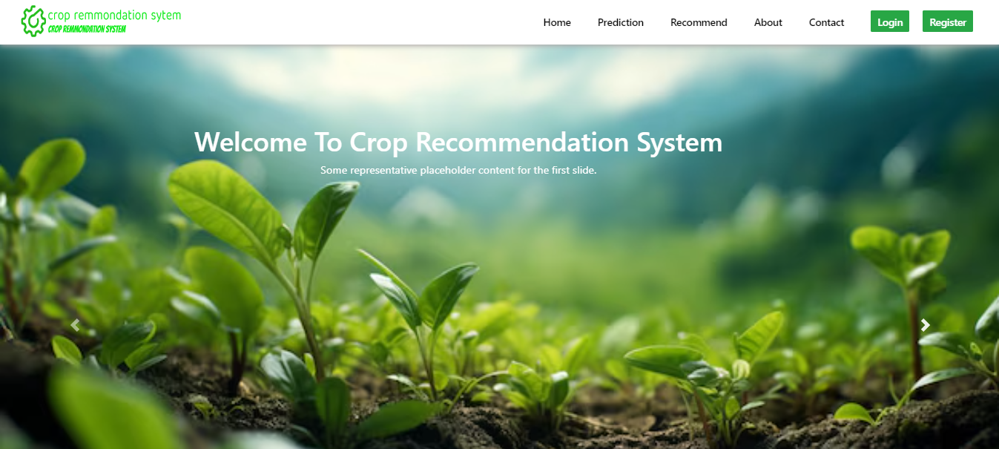 crop remmondation sytem
CROP REMMONDATION SYSTEM
Home Prediction Recommend About Contact Login Register
Welcome To Crop Recommendation System
Some representative placeholder content for the first slide.